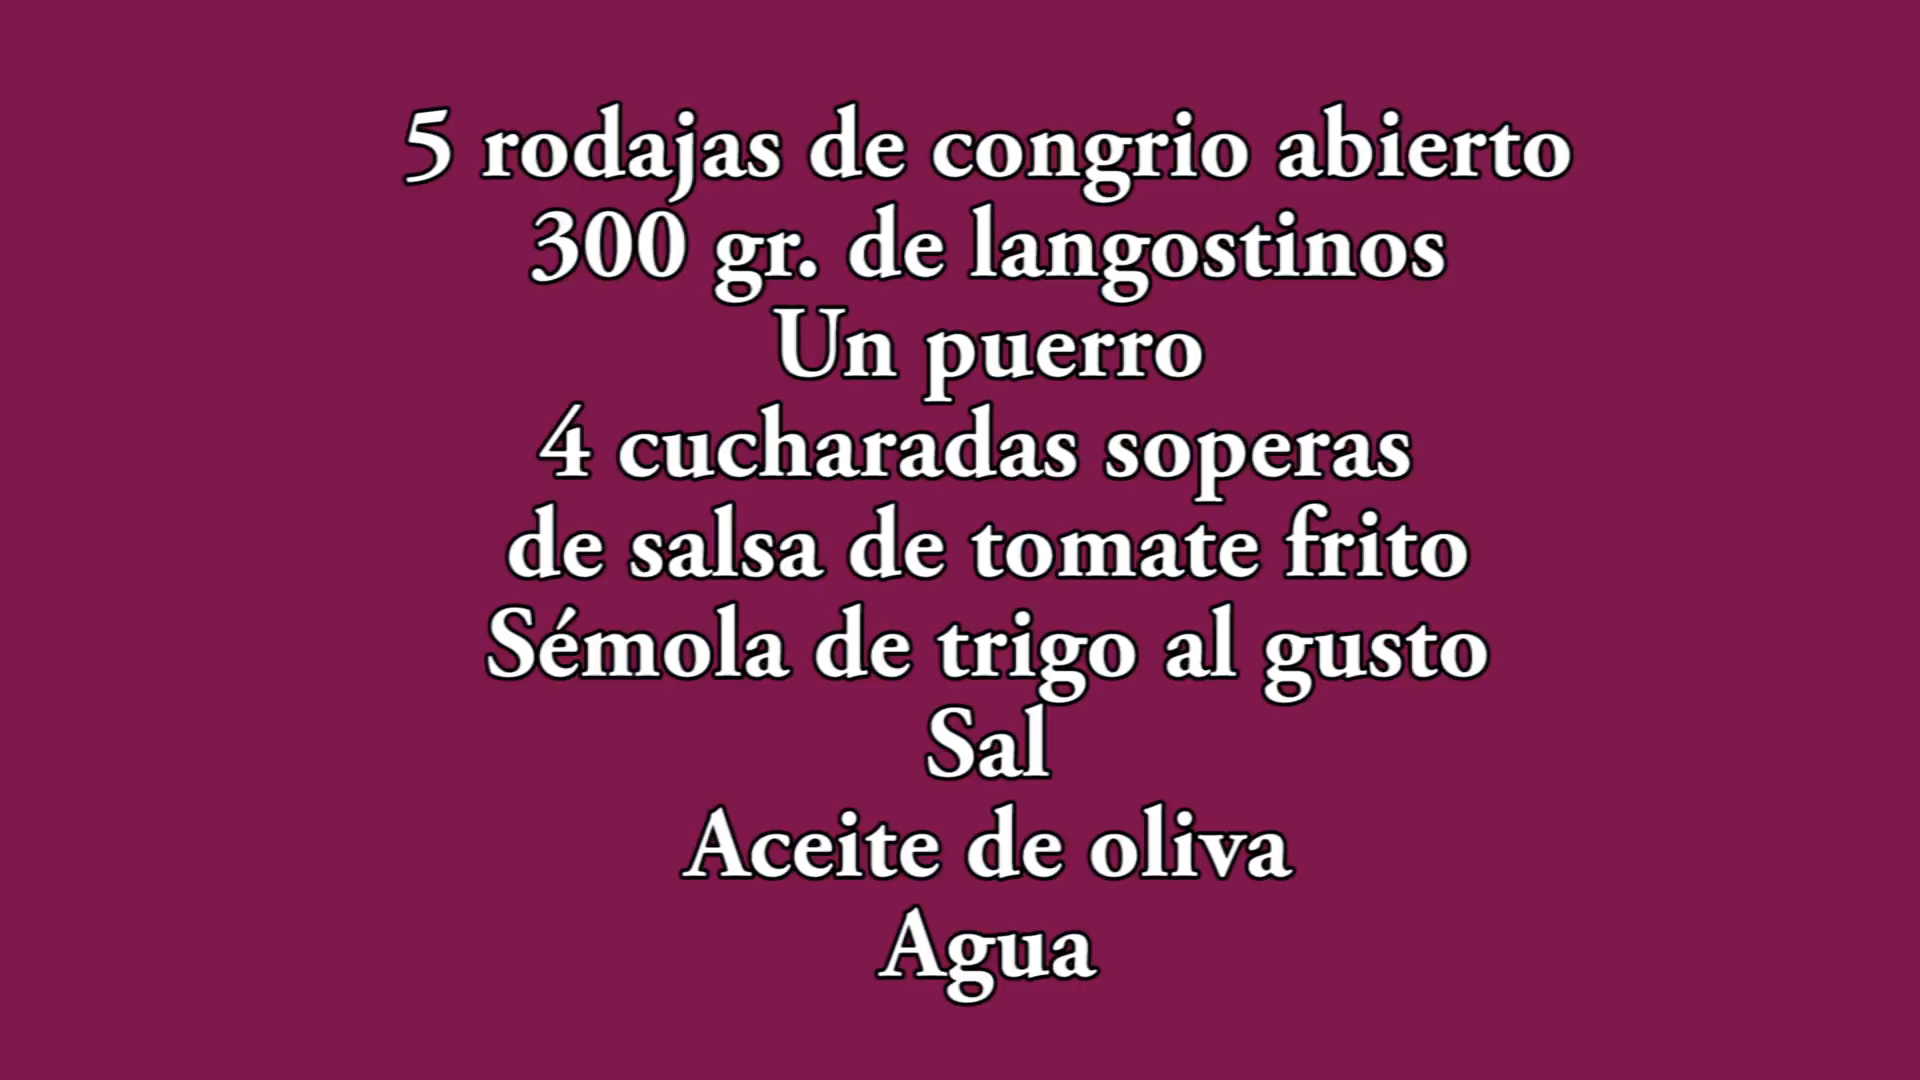 5 rodajas de congrio abierto
300 gr. de langostinos
Un puerro
4 cucharadas soperas
de salsa de tomate frito
Sémola de trigo al gusto
Sal
Aceite de oliva
Agua